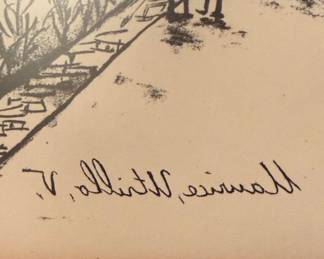 Maurice, Utrillo, V,